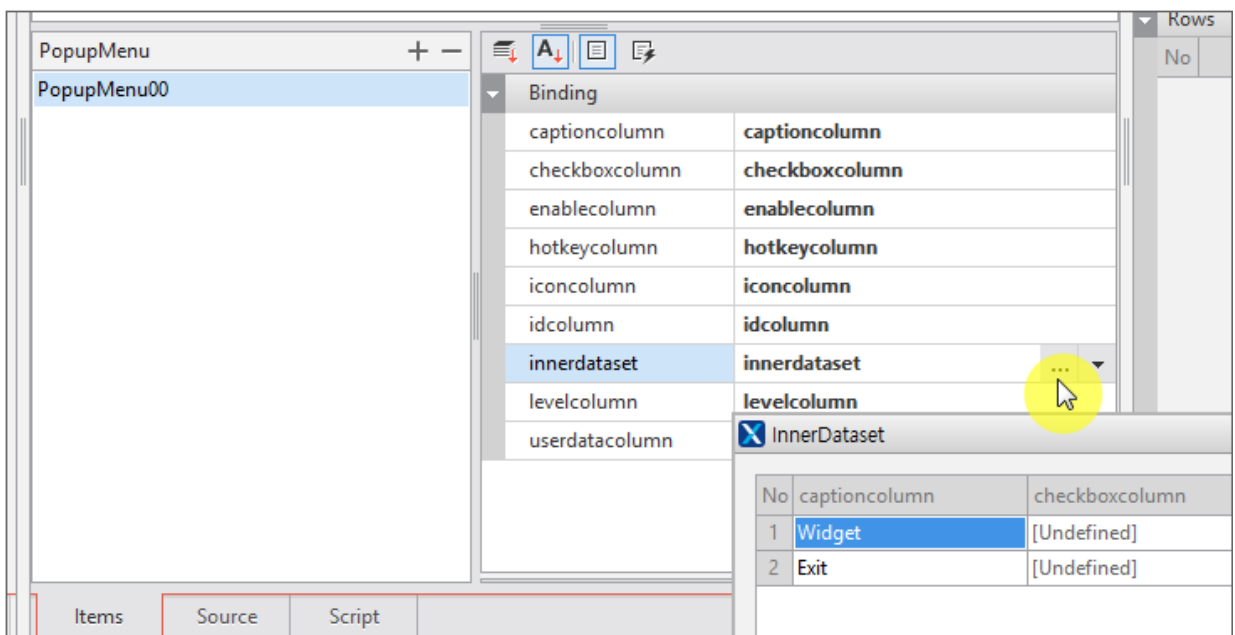 PopupMenu
PopupMenu00
Binding
captioncolumn captioncolumn
checkboxcolumn checkboxcolumn
enablecolumn enablecolumn
hotkeycolumn hotkeycolumn
iconcolumn iconcolumn
idcolumn idcolumn
innerdataset innerdataset ...
levelcolumn levelcolumn
userdatacolumn
Rows
No
InnerDataset
No captioncolumn checkboxcolumn
1 Widget [Undefined]
2 Exit [Undefined]
Items Source Script